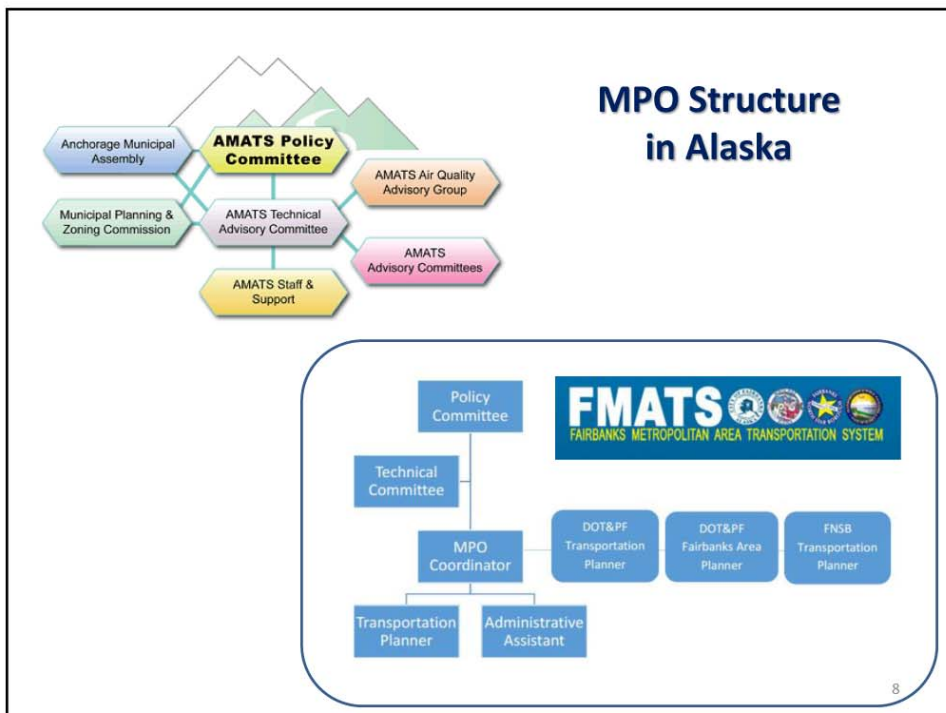 MPO Structure
in Alaska
Anchorage Municipal
Assembly
AMATS Policy
Committee
AMATS Air Quality
Advisory Group
Municipal Planning &
Zoning Commission
AMATS Technical
Advisory Committee
AMATS
Advisory Committees
AMATS Staff &
Support
FMATS
FAIRBANKS METROPOLITAN AREA TRANSPORTATION SYSTEM
Policy
Committee
Technical
Committee
MPO
Coordinator
DOT&PF
Transportation
Planner
DOT&PF
Fairbanks Area
Planner
FNSB
Transportation
Planner
Transportation
Planner
Administrative
Assistant
8